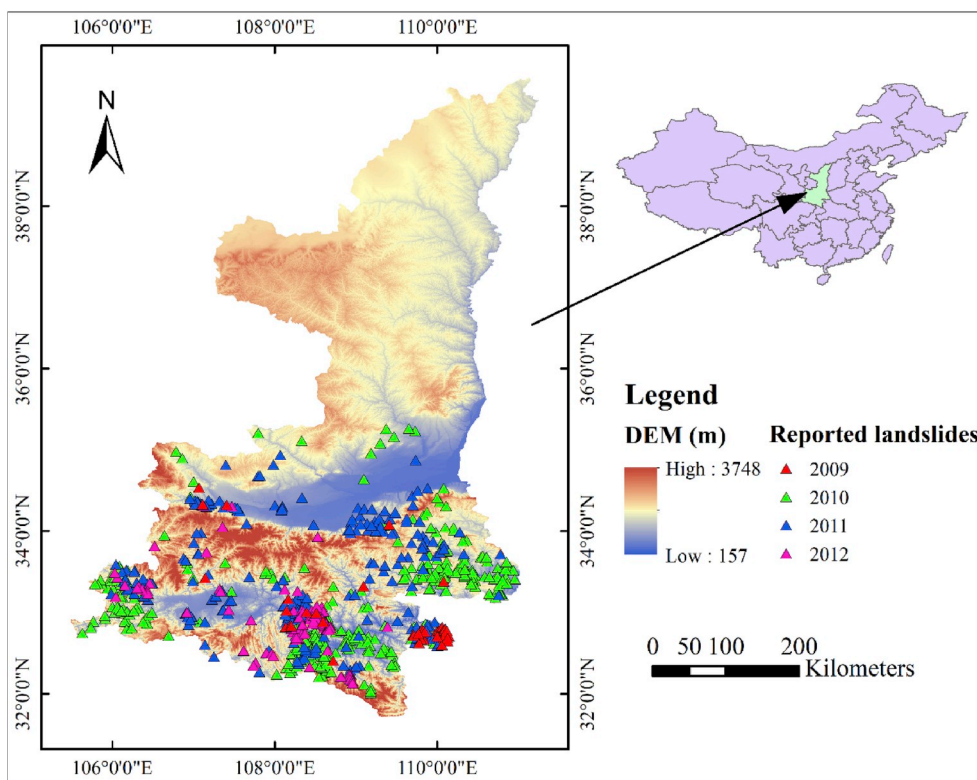 106°0'0"E 108°0'0"E 110°0'0"E
N
38°0'0"N 38°0'0"N
36°0'0"N 36°0'0"N
34°0'0"N 34°0'0"N
32°0'0"N 32°0'0"N
106°0'0"E 108°0'0"E 110°0'0"E
Legend
DEM (m)
High : 3748
Low : 157
Reported landslides
2009
2010
2011
2012
0 50 100 200
Kilometers